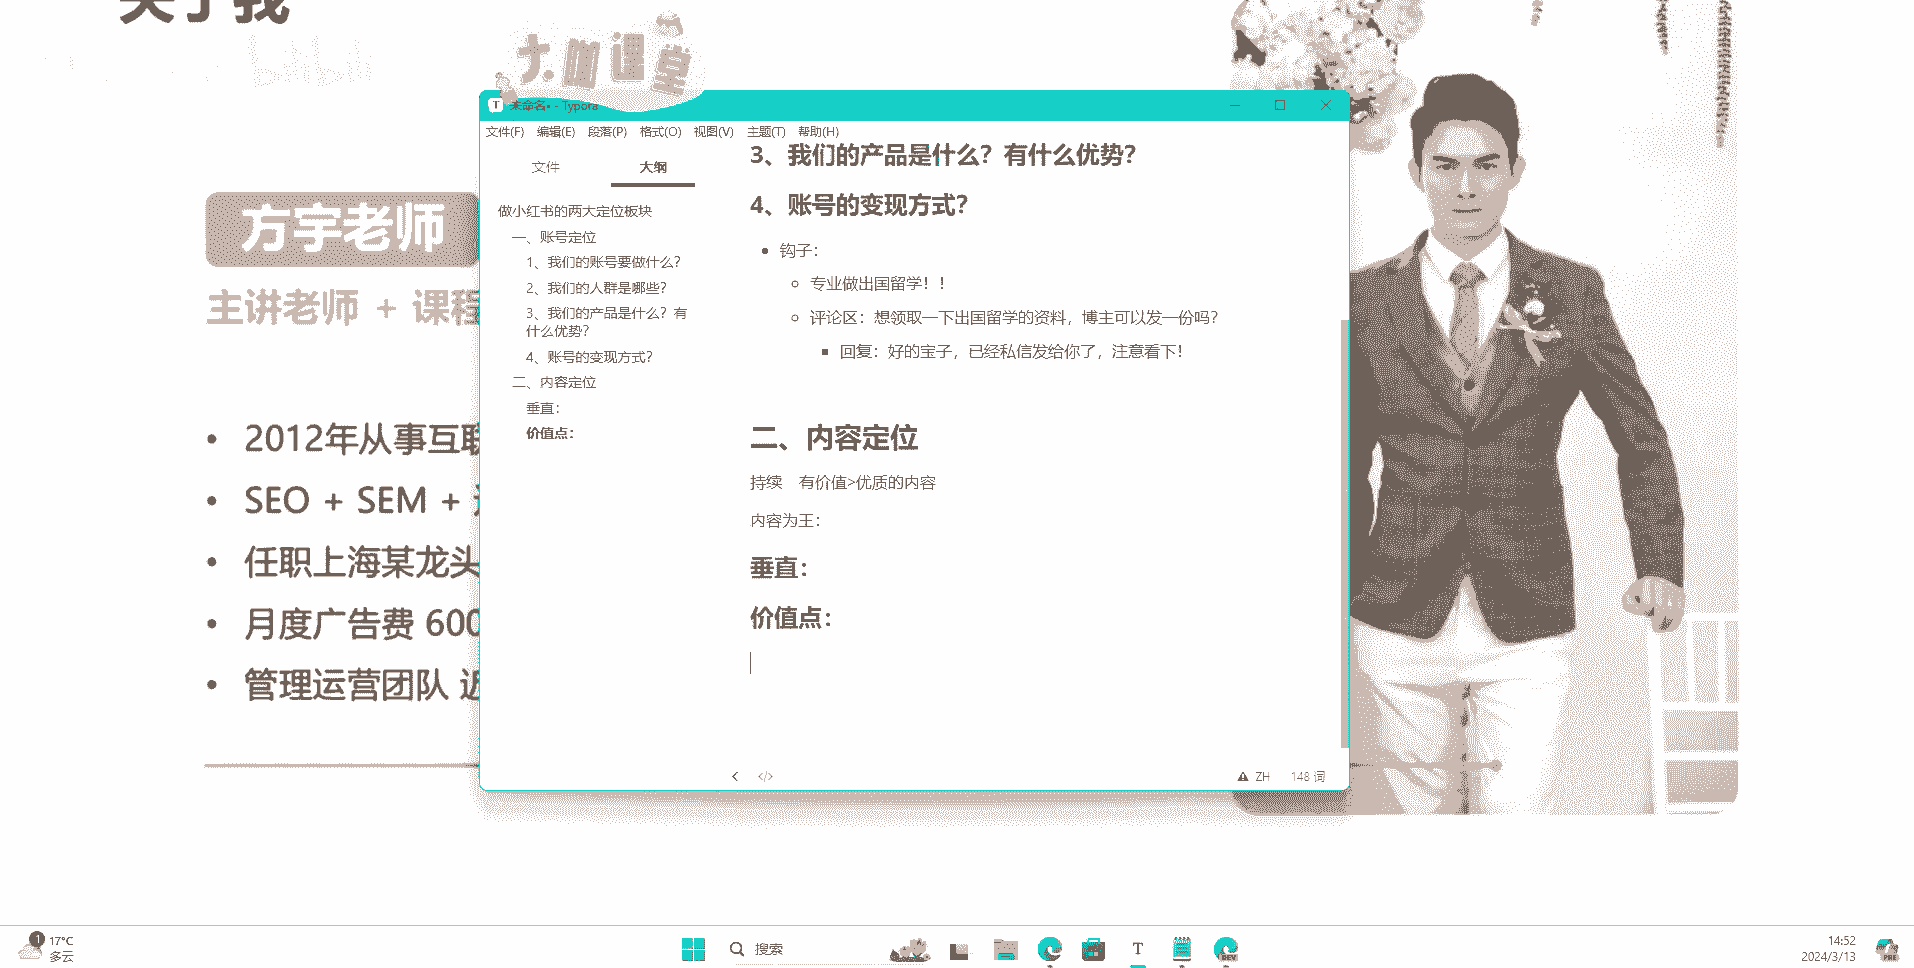 关于我
bilibili
大咖课堂
方宇老师
主讲老师 + 课程
2012年从事互联
SEO + SEM +
任职上海某龙头
月度广告费 600
管理运营团队 近
T 未命名• - Typora
文件(F) 编辑(E) 段落(P) 格式(O) 视图(V) 主题(T) 帮助(H)
文件 大纲
做小红书的两大定位板块
一、账号定位
1、我们的账号要做什么？
2、我们的人群是哪些？
3、我们的产品是什么？有
什么优势？
4、账号的变现方式？
二、内容定位
垂直：
价值点：
3、我们的产品是什么？有什么优势？
4、账号的变现方式？
钩子：
专业做出国留学！！
评论区：想领取一下出国留学的资料，博主可以发一份吗？
回复：好的宝子，已经私信发给你了，注意看下！
二、内容定位
持续 有价值>优质的内容
内容为王：
垂直：
价值点：
</> ZH 148 词
1 17°C
多云
搜索
T
DEV
14:52
2024/3/13
PRE